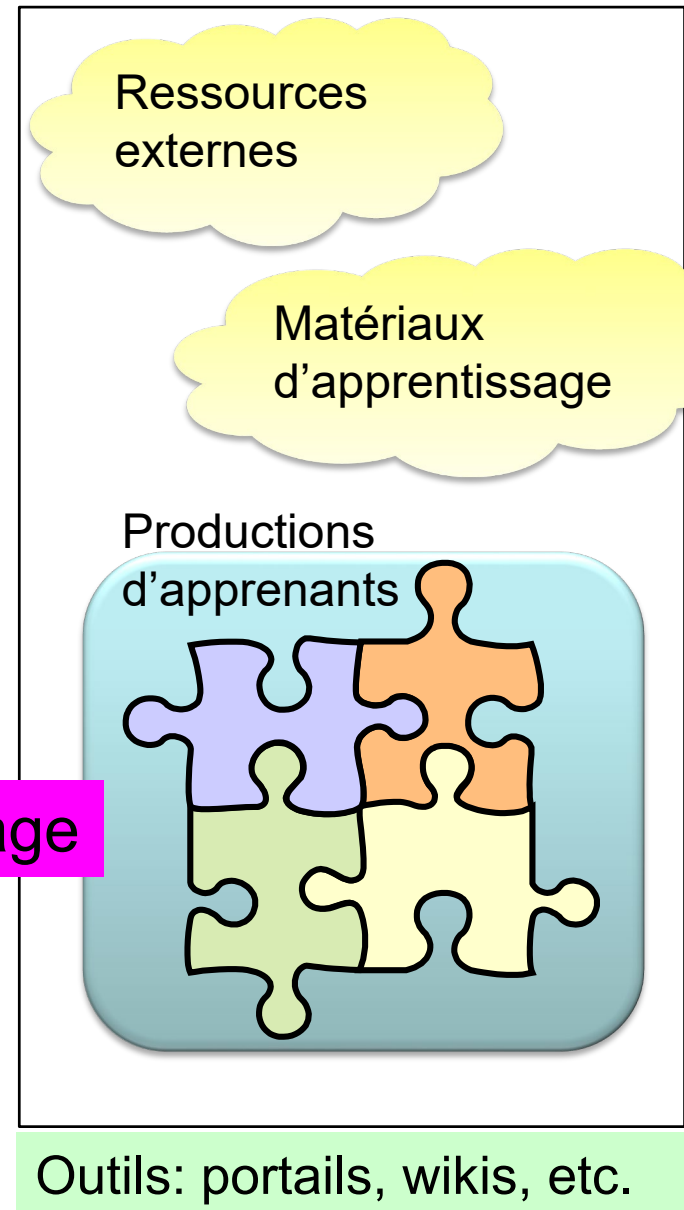 Ressources
externes
Matériaux
d’apprentissage
Productions
d’apprenants
age
Outils: portails, wikis, etc.